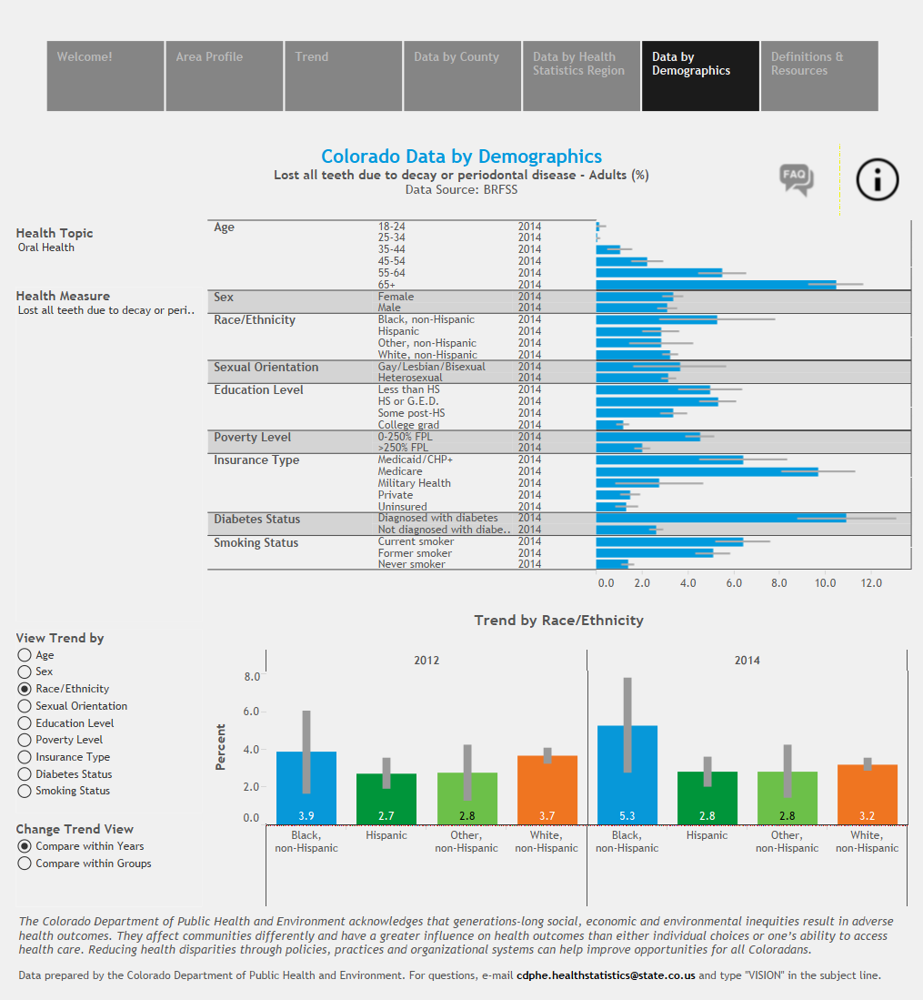 Welcome!
Area Profile
Trend
Data by County
Data by Health
Statistics Region
Data by
Demographics
Definitions &
Resources
Colorado Data by Demographics
Lost all teeth due to decay or periodontal disease - Adults (%)
Data Source: BRFSS
FAQ
i
Health Topic
Oral Health
Health Measure
Lost all teeth due to decay or peri..
Age 18-24 2014
25-34 2014
35-44 2014
45-54 2014
55-64 2014
65+ 2014
Sex Female 2014
Male 2014
Race/Ethnicity Black, non-Hispanic 2014
Hispanic 2014
Other, non-Hispanic 2014
White, non-Hispanic 2014
Sexual Orientation Gay/Lesbian/Bisexual 2014
Heterosexual 2014
Education Level Less than HS 2014
HS or G.E.D. 2014
Some post-HS 2014
College grad 2014
Poverty Level 0-250% FPL 2014
>250% FPL 2014
Insurance Type Medicaid/CHP+ 2014
Medicare 2014
Military Health 2014
Private 2014
Uninsured 2014
Diabetes Status Diagnosed with diabetes 2014
Not diagnosed with diabe.. 2014
Smoking Status Current smoker 2014
Former smoker 2014
Never smoker 2014
0.0 2.0 4.0 6.0 8.0 10.0 12.0
View Trend by
Age
Sex
Race/Ethnicity
Sexual Orientation
Education Level
Poverty Level
Insurance Type
Diabetes Status
Smoking Status
Change Trend View
Compare within Years
Compare within Groups
Trend by Race/Ethnicity
2012 2014
Percent
8.0
6.0
4.0
2.0
0.0
3.9 2.7 2.8 3.7 5.3 2.8 2.8 3.2
Black, Hispanic Other, White, Black, Hispanic Other, White,
non-Hispanic non-Hispanic non-Hispanic non-Hispanic non-Hispanic non-Hispanic
The Colorado Department of Public Health and Environment acknowledges that generations-long social, economic and environmental inequities result in adverse
health outcomes. They affect communities differently and have a greater influence on health outcomes than either individual choices or one's ability to access
health care. Reducing health disparities through policies, practices and organizational systems can help improve opportunities for all Coloradans.
Data prepared by the Colorado Department of Public Health and Environment. For questions, e-mail cdphe.healthstatistics@state.co.us and type "VISION" in the subject line.